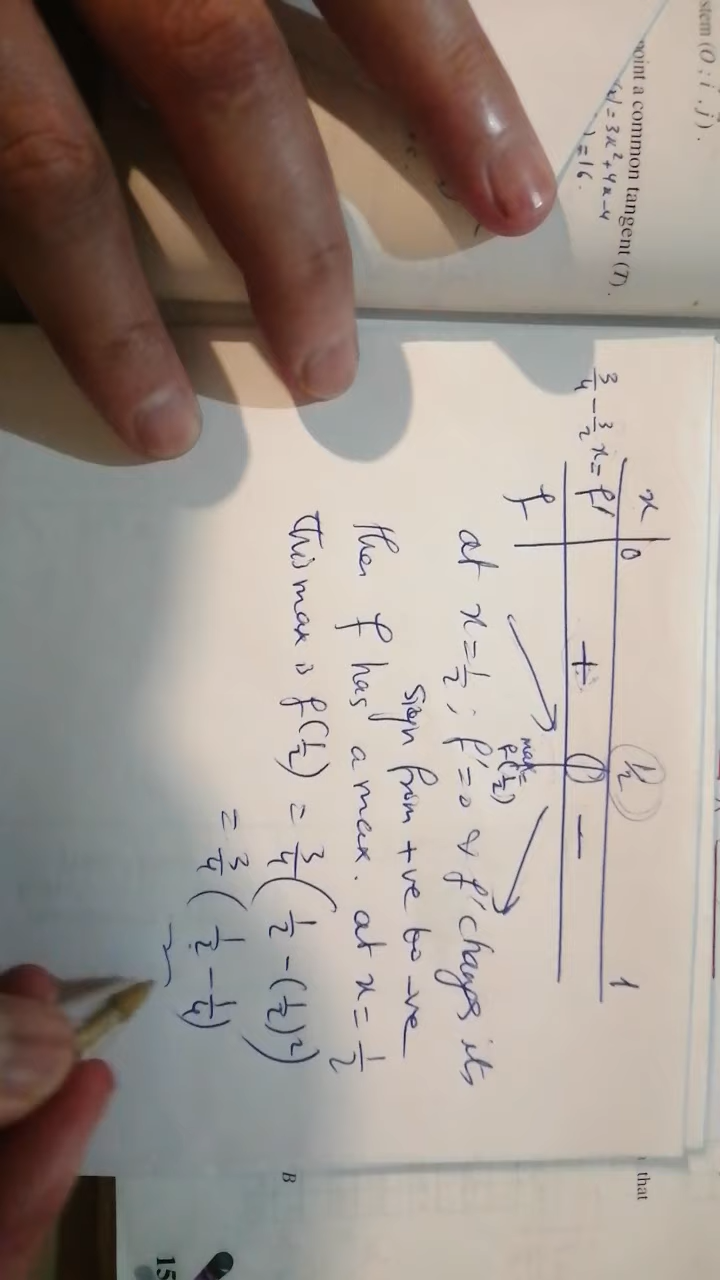 stem (O ; i , j).
point a common tangent (T).
= 3x² + 4x - 4
) = 16.
x 0 1/2 1
3/4 - 3/2 x = f' + 0 -
f max = f(1/2)
at x = 1/2 ; f' = 0 & f' changes its
sign from +ve to -ve
then f has a max. at x = 1/2
this max is f(1/2) = 3/4 ( 1/2 - (1/2)² )
= 3/4 ( 1/2 - 1/4 )
that
B
15